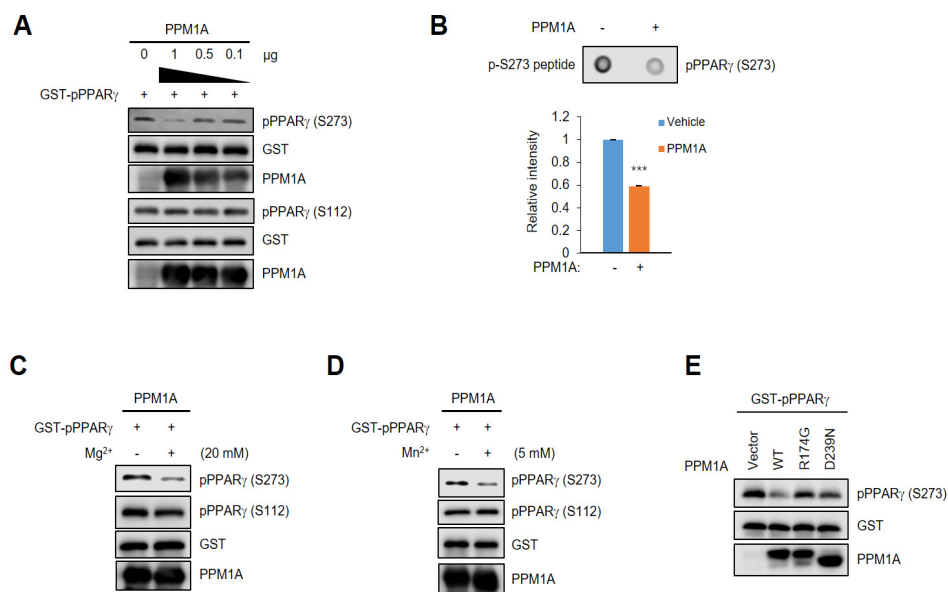 A
PPM1A
0 1 0.5 0.1 µg
GST-pPPARγ + + + +
pPPARγ (S273)
GST
PPM1A
pPPARγ (S112)
GST
PPM1A
B
PPM1A - +
p-S273 peptide pPPARγ (S273)
1.2
1
0.8
0.6
0.4
0.2
0
Relative intensity
Vehicle
PPM1A
***
PPM1A: - +
C
PPM1A
GST-pPPARγ + +
Mg2+ - + (20 mM)
pPPARγ (S273)
pPPARγ (S112)
GST
PPM1A
D
PPM1A
GST-pPPARγ + +
Mn2+ - + (5 mM)
pPPARγ (S273)
pPPARγ (S112)
GST
PPM1A
E
GST-pPPARγ
PPM1A Vector WT R174G D239N
pPPARγ (S273)
GST
PPM1A